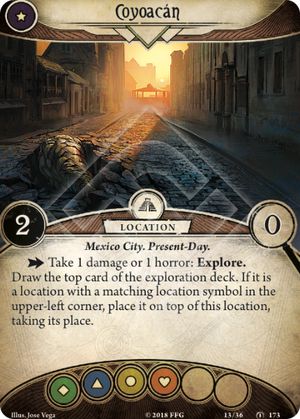 Coyoacán
2
0
LOCATION
Mexico City. Present-Day.
Take 1 damage or 1 horror: Explore.
Draw the top card of the exploration deck. If it is
a location with a matching location symbol in the
upper-left corner, place it on top of this location,
taking its place.
Illus. Jose Vega
© 2018 FFG
13/36
173